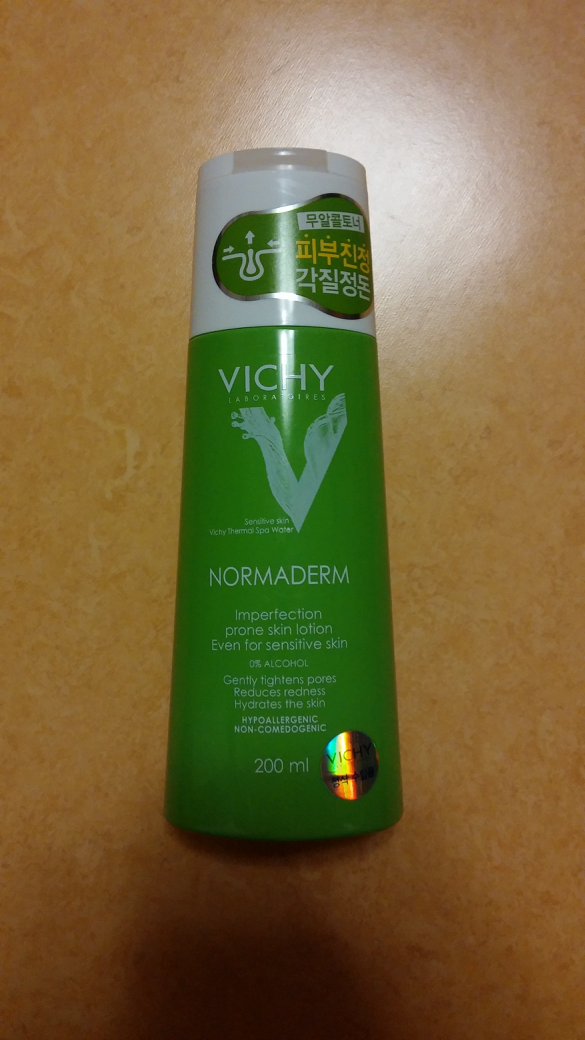 무알콜토너
피부진정
각질정돈
VICHY
LABORATOIRES
Sensitive skin
Vichy Thermal Spa Water
NORMADERM
Imperfection
prone skin lotion
Even for sensitive skin
0% ALCOHOL
Gently tightens pores
Reduces redness
Hydrates the skin
HYPOALLERGENIC
NON-COMEDOGENIC
200 ml
VICHY